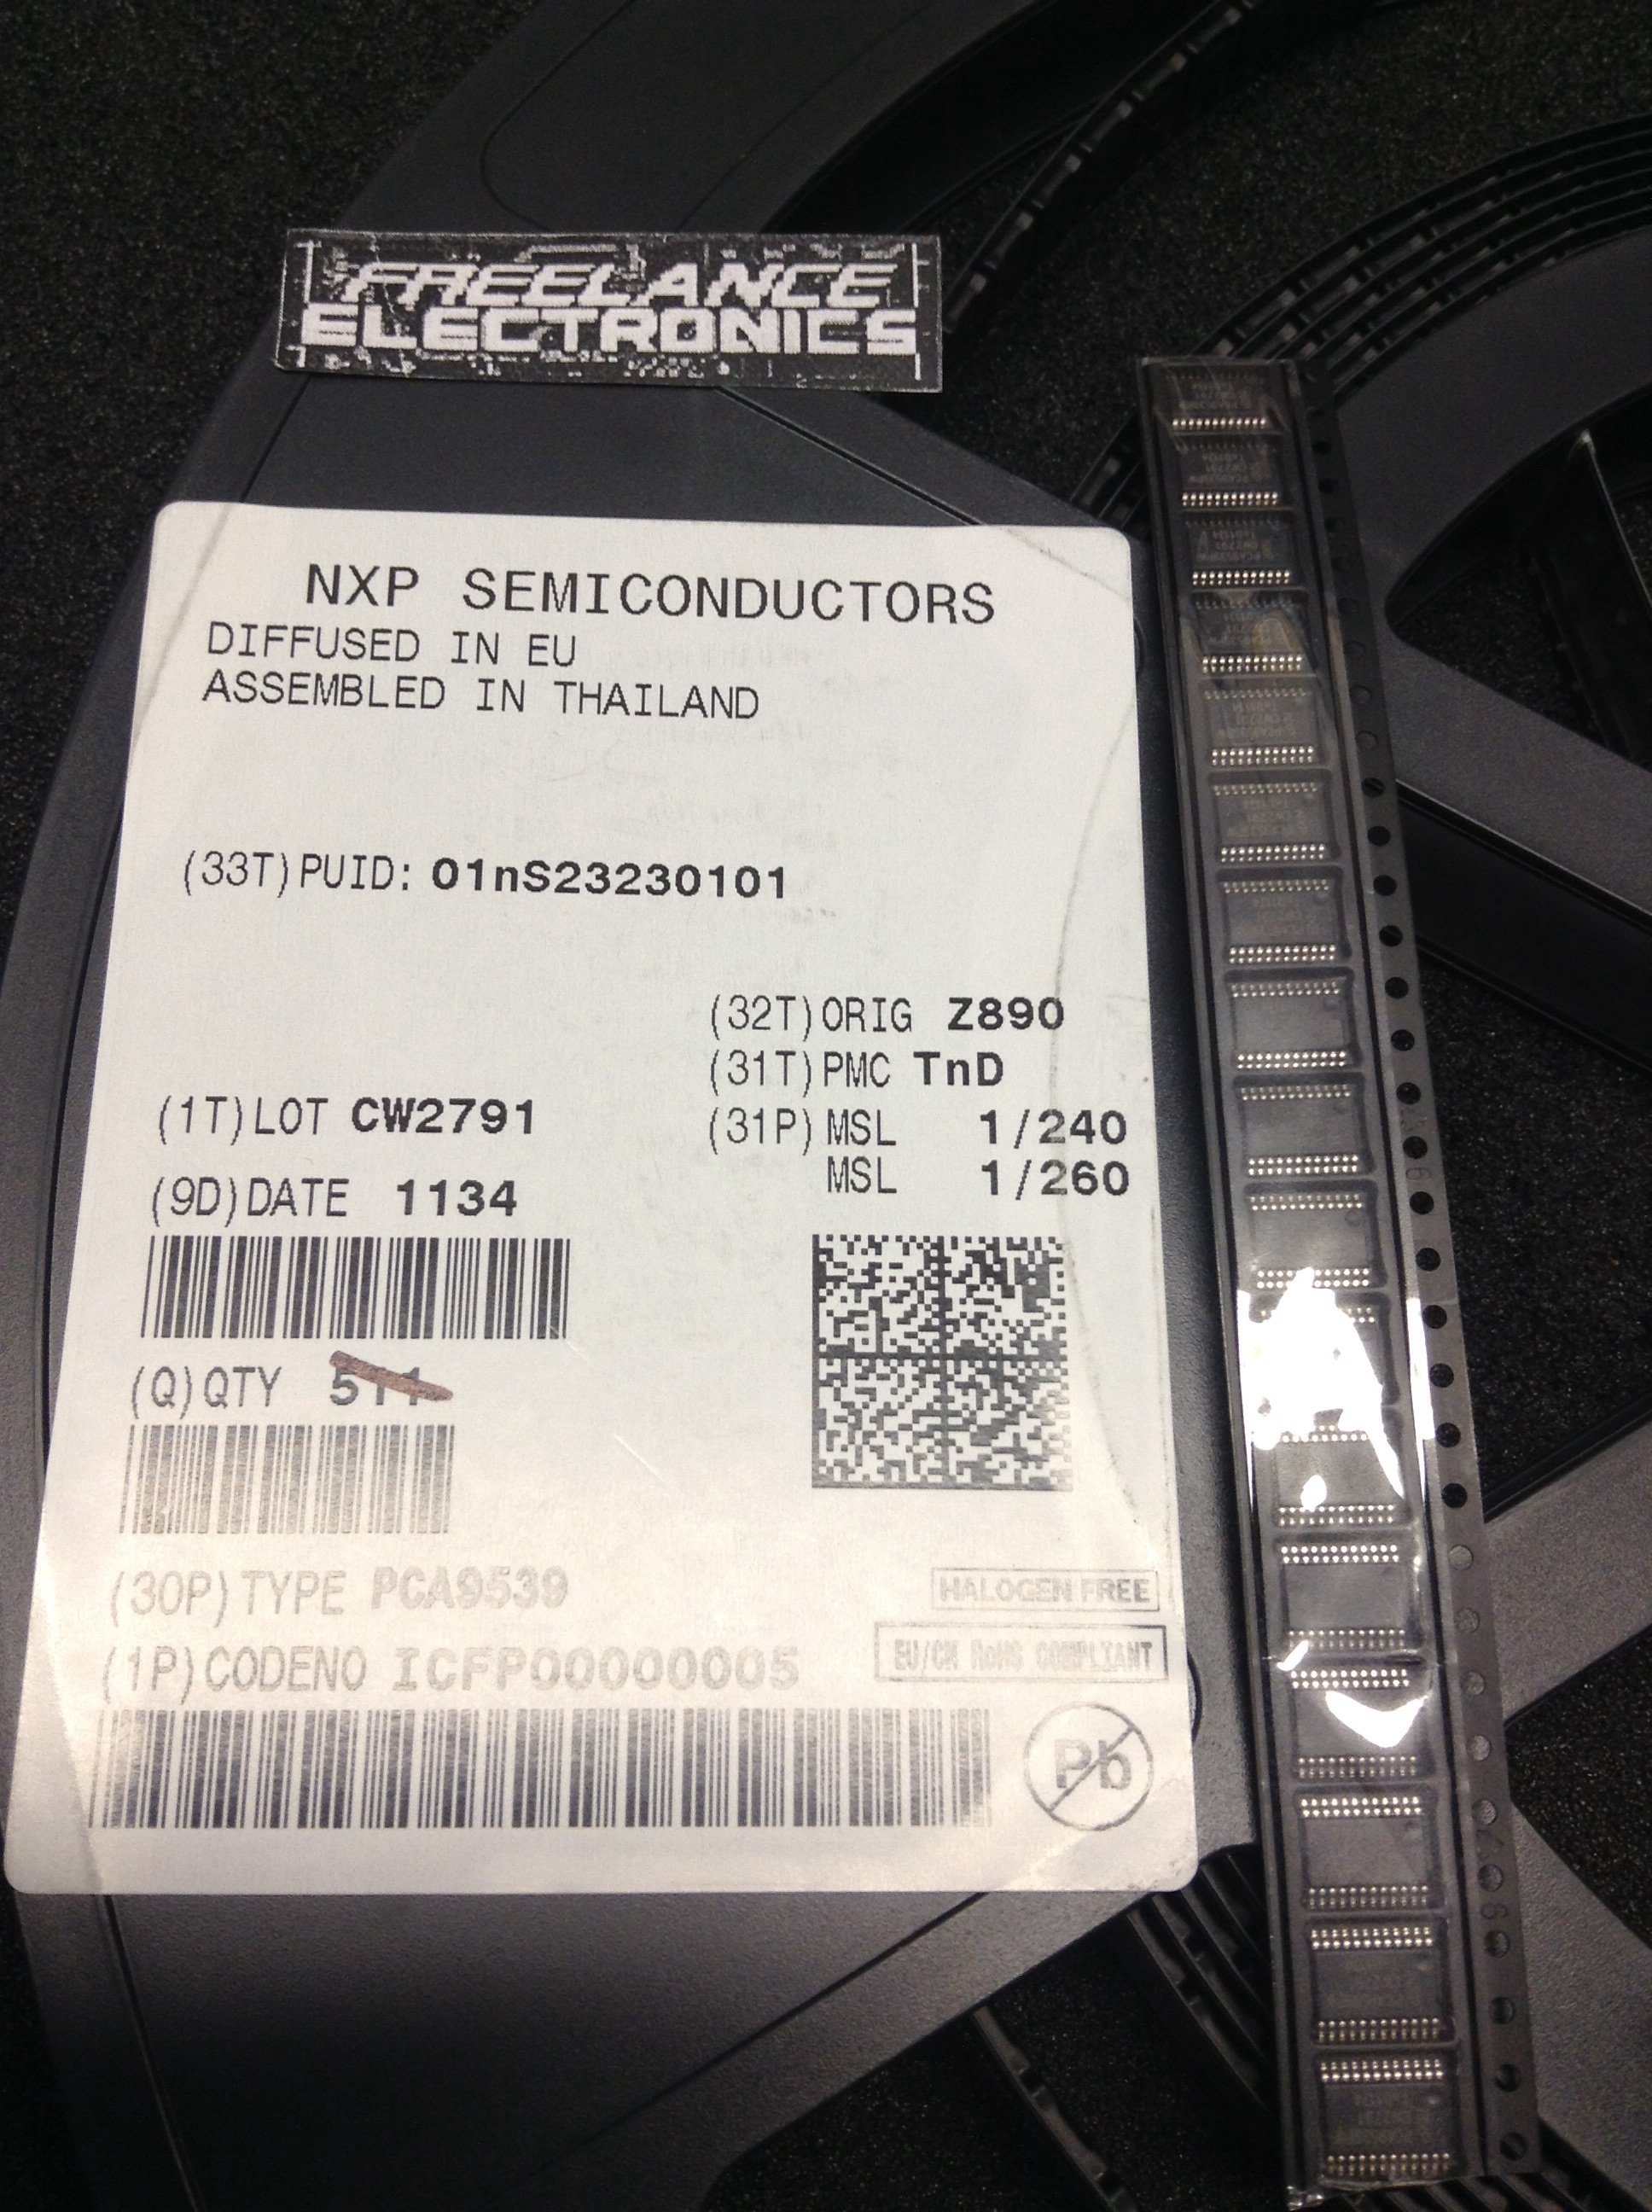 FREELANCE
ELECTRONICS
NXP SEMICONDUCTORS
DIFFUSED IN EU
ASSEMBLED IN THAILAND
(33T)PUID: 01nS23230101
(32T)ORIG Z890
(31T)PMC TnD
(1T)LOT CW2791
(31P)MSL 1/240
MSL 1/260
(9D)DATE 1134
(Q)QTY 511
(30P)TYPE PCA9539
HALOGEN FREE
(1P)CODENO ICFP00000005
EU/CN RoHS COMPLIANT
Pb